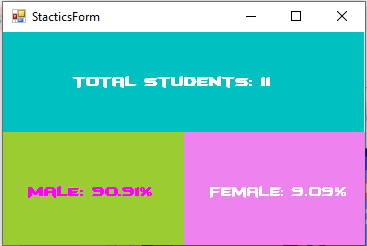 StacticsForm
TOTAL STUDENTS: 11
MALE: 90.91%
FEMALE: 9.09%